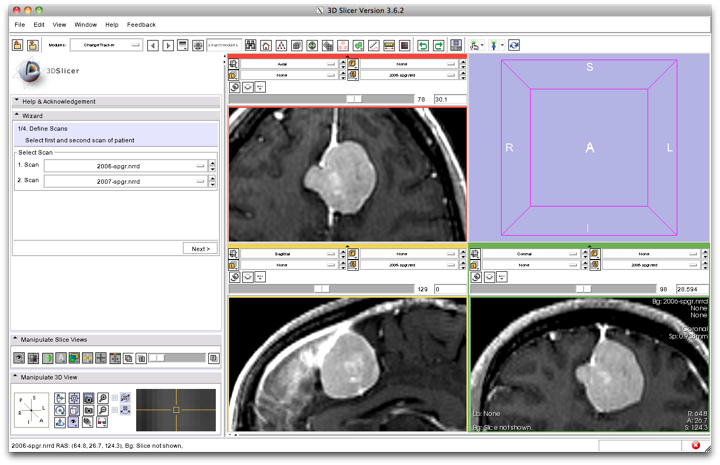 3D Slicer Version 3.6.2
File Edit View Window Help Feedback
Modules: ChangeTracker
search modules
3DSlicer
Help & Acknowledgement
Wizard
1/4. Define Scans
Select first and second scan of patient
Select Scan
1. Scan 2006-spgr.nrrd
2. Scan 2007-spgr.nrrd
Next >
Manipulate Slice Views
Manipulate 3D View
P S L
R I A
Axial None
None 2006-spgr.nrrd
78 30.1
S
R A L
I
Sagittal None
None 2006-spgr.nrrd
129 0
Coronal None
None 2006-spgr.nrrd
98 28.594
Bg: 2006-spgr.nrrd
None
None
Coronal
Lb: None
Bg: Slice not shown,
R: 64.8
A: 26.7
S: 124.3
2006-spgr.nrrd RAS: (64.8, 26.7, 124.3), Bg: Slice not shown,